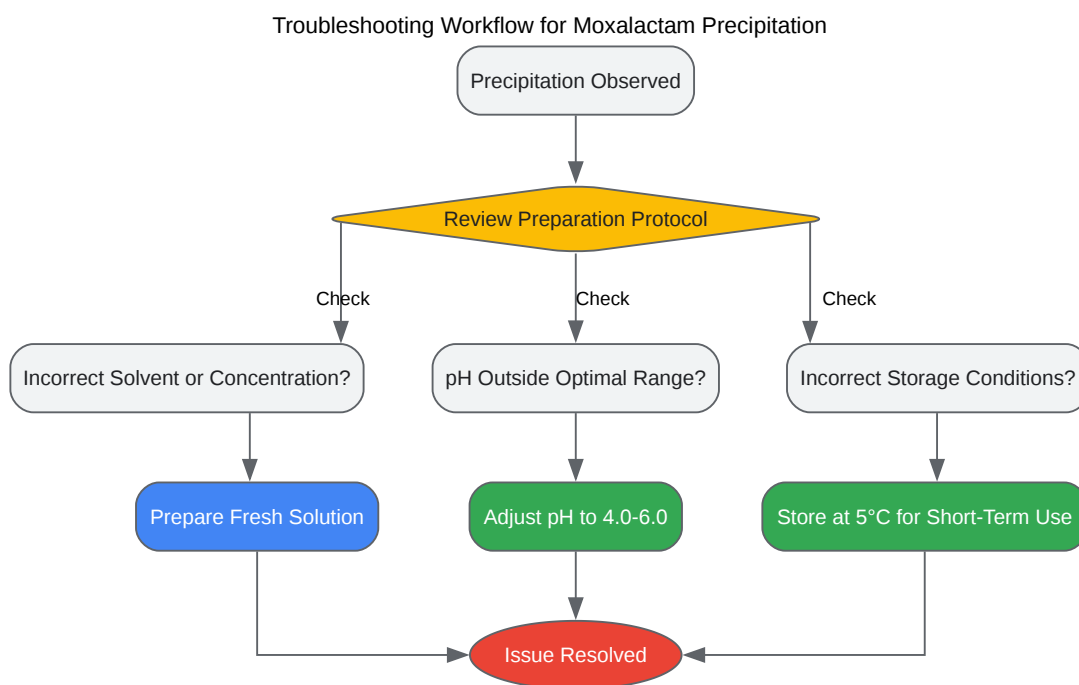 Troubleshooting Workflow for Moxalactam Precipitation
Precipitation Observed
Review Preparation Protocol
Check
Check
Check
Incorrect Solvent or Concentration?
pH Outside Optimal Range?
Incorrect Storage Conditions?
Prepare Fresh Solution
Adjust pH to 4.0-6.0
Store at 5°C for Short-Term Use
Issue Resolved